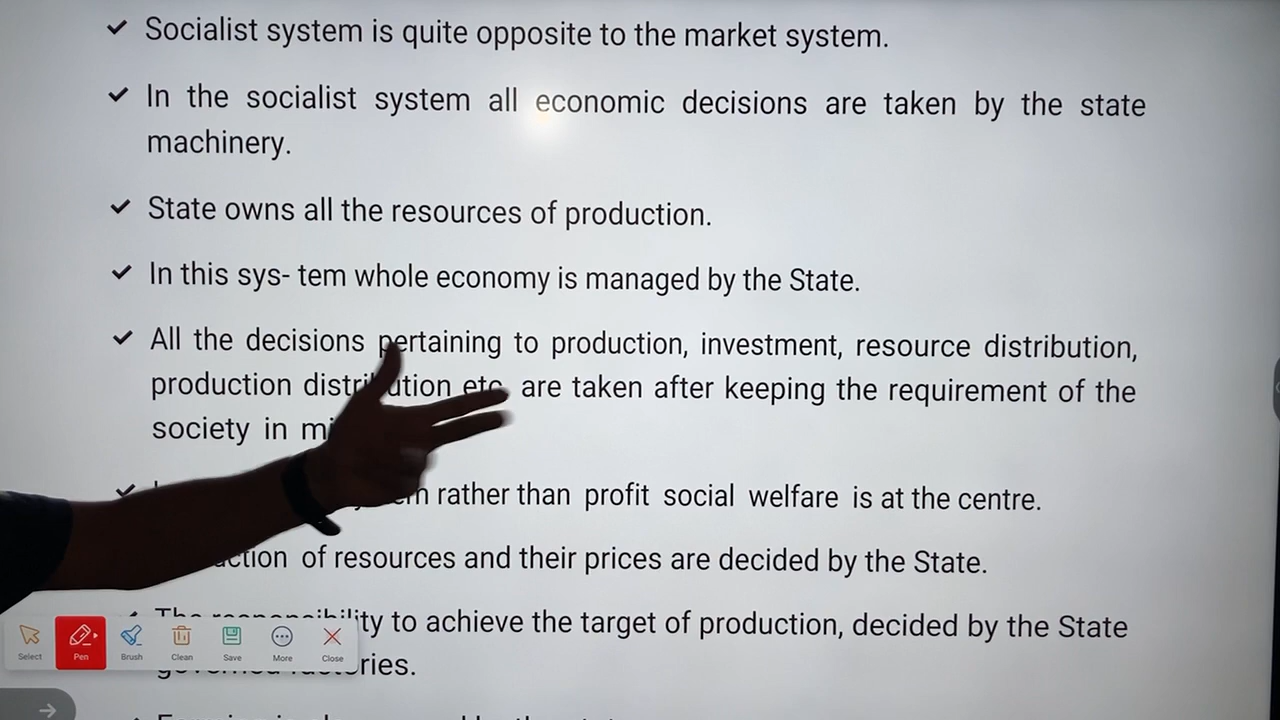 Socialist system is quite opposite to the market system.
In the socialist system all economic decisions are taken by the state
machinery.
State owns all the resources of production.
In this sys- tem whole economy is managed by the State.
All the decisions pertaining to production, investment, resource distribution,
production distribution etc. are taken after keeping the requirement of the
society in
rather than profit social welfare is at the centre.
of resources and their prices are decided by the State.
The responsibility to achieve the target of production, decided by the State
Select Pen Brush Clean Save More Close